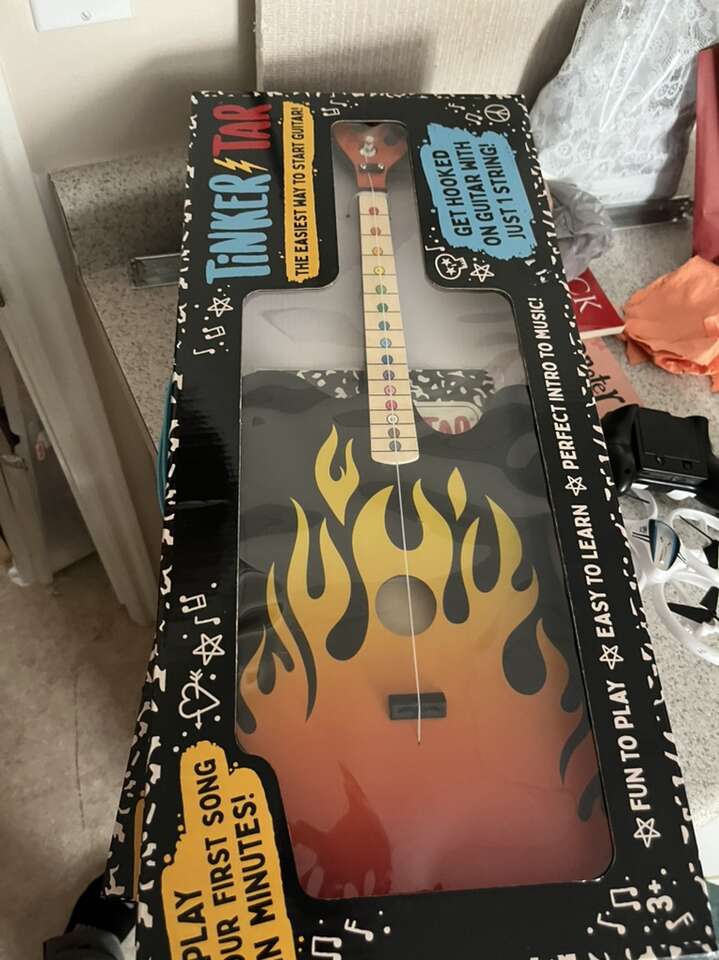 TiNKER TAR
THE EASIEST WAY TO START GUITAR!
GET HOOKED
ON GUITAR WITH
JUST 1 STRING!
FUN TO PLAY EASY TO LEARN PERFECT INTRO TO MUSIC!
PLAY
OUR FIRST SONG
N MINUTES!
3+